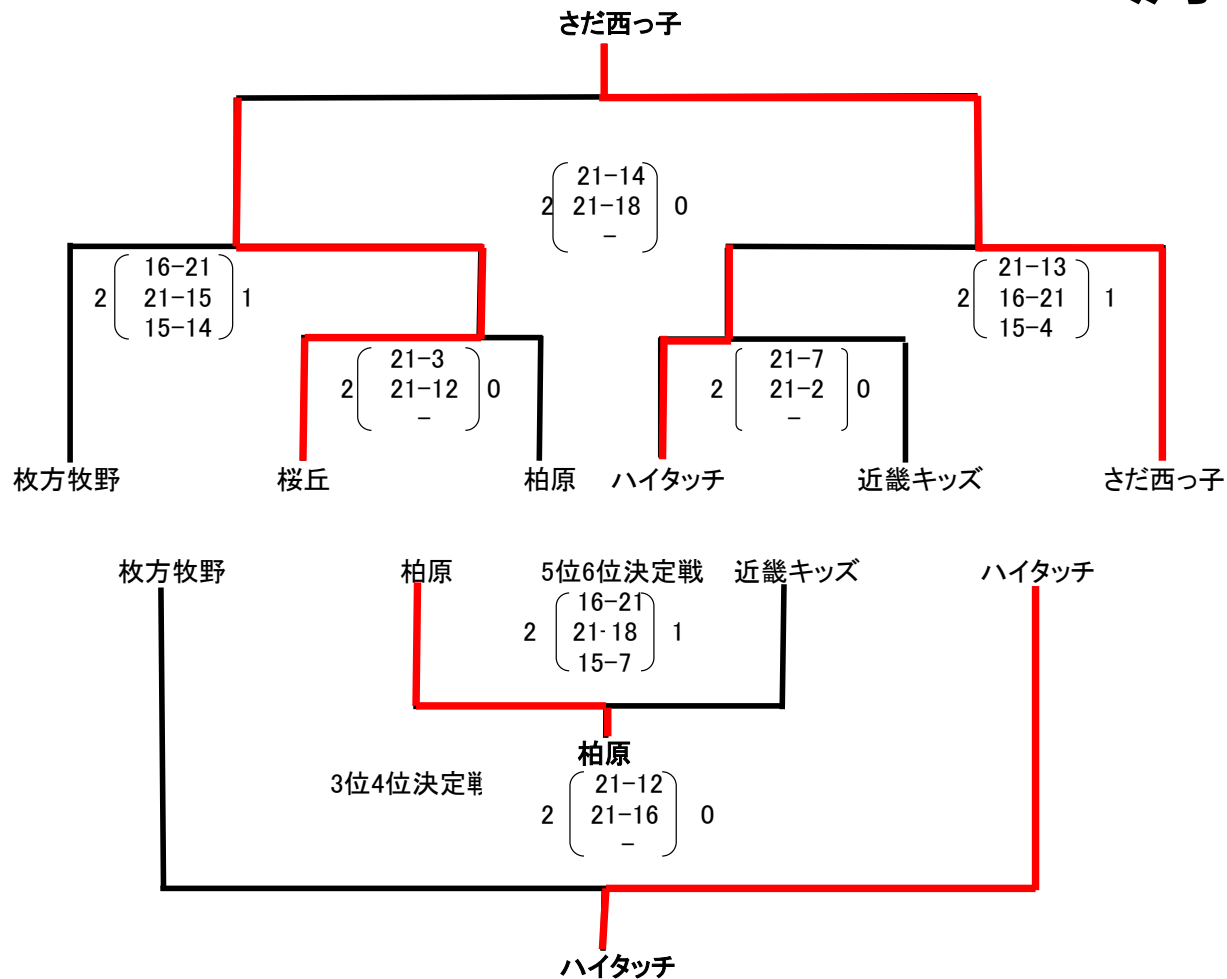 さだ西っ子
21-14
2 21-18 0
-
16-21
2 21-15 1
15-14
21-13
2 16-21 1
15-4
21-3
2 21-12 0
-
21-7
2 21-2 0
-
枚方牧野 桜丘 柏原 ハイタッチ 近畿キッズ さだ西っ子
枚方牧野 柏原 5位6位決定戦 近畿キッズ ハイタッチ
16-21
2 21-18 1
15-7
柏原
3位4位決定戦
21-12
2 21-16 0
-
ハイタッチ